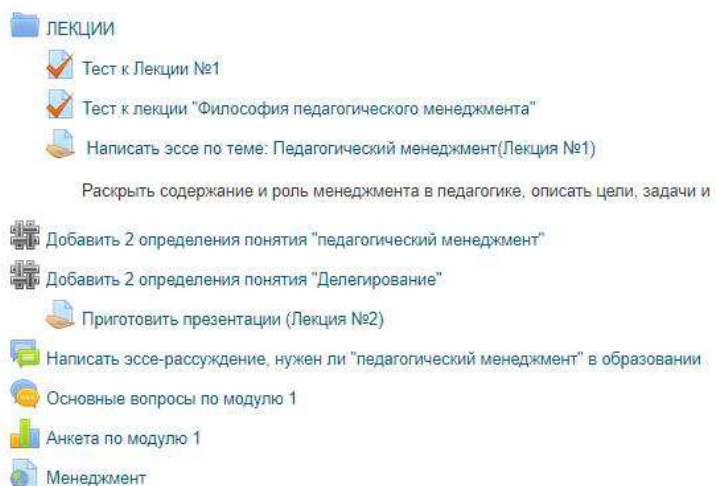 ЛЕКЦИИ
Тест к Лекции №1
Тест к лекции "Философия педагогического менеджмента"
Написать эссе по теме: Педагогический менеджмент(Лекция №1)
Раскрыть содержание и роль менеджмента в педагогике, описать цели, задачи и
Добавить 2 определения понятия "педагогический менеджмент"
Добавить 2 определения понятия "Делегирование"
Приготовить презентации (Лекция №2)
Написать эссе-рассуждение, нужен ли "педагогический менеджмент" в образовании
Основные вопросы по модулю 1
Анкета по модулю 1
Менеджмент